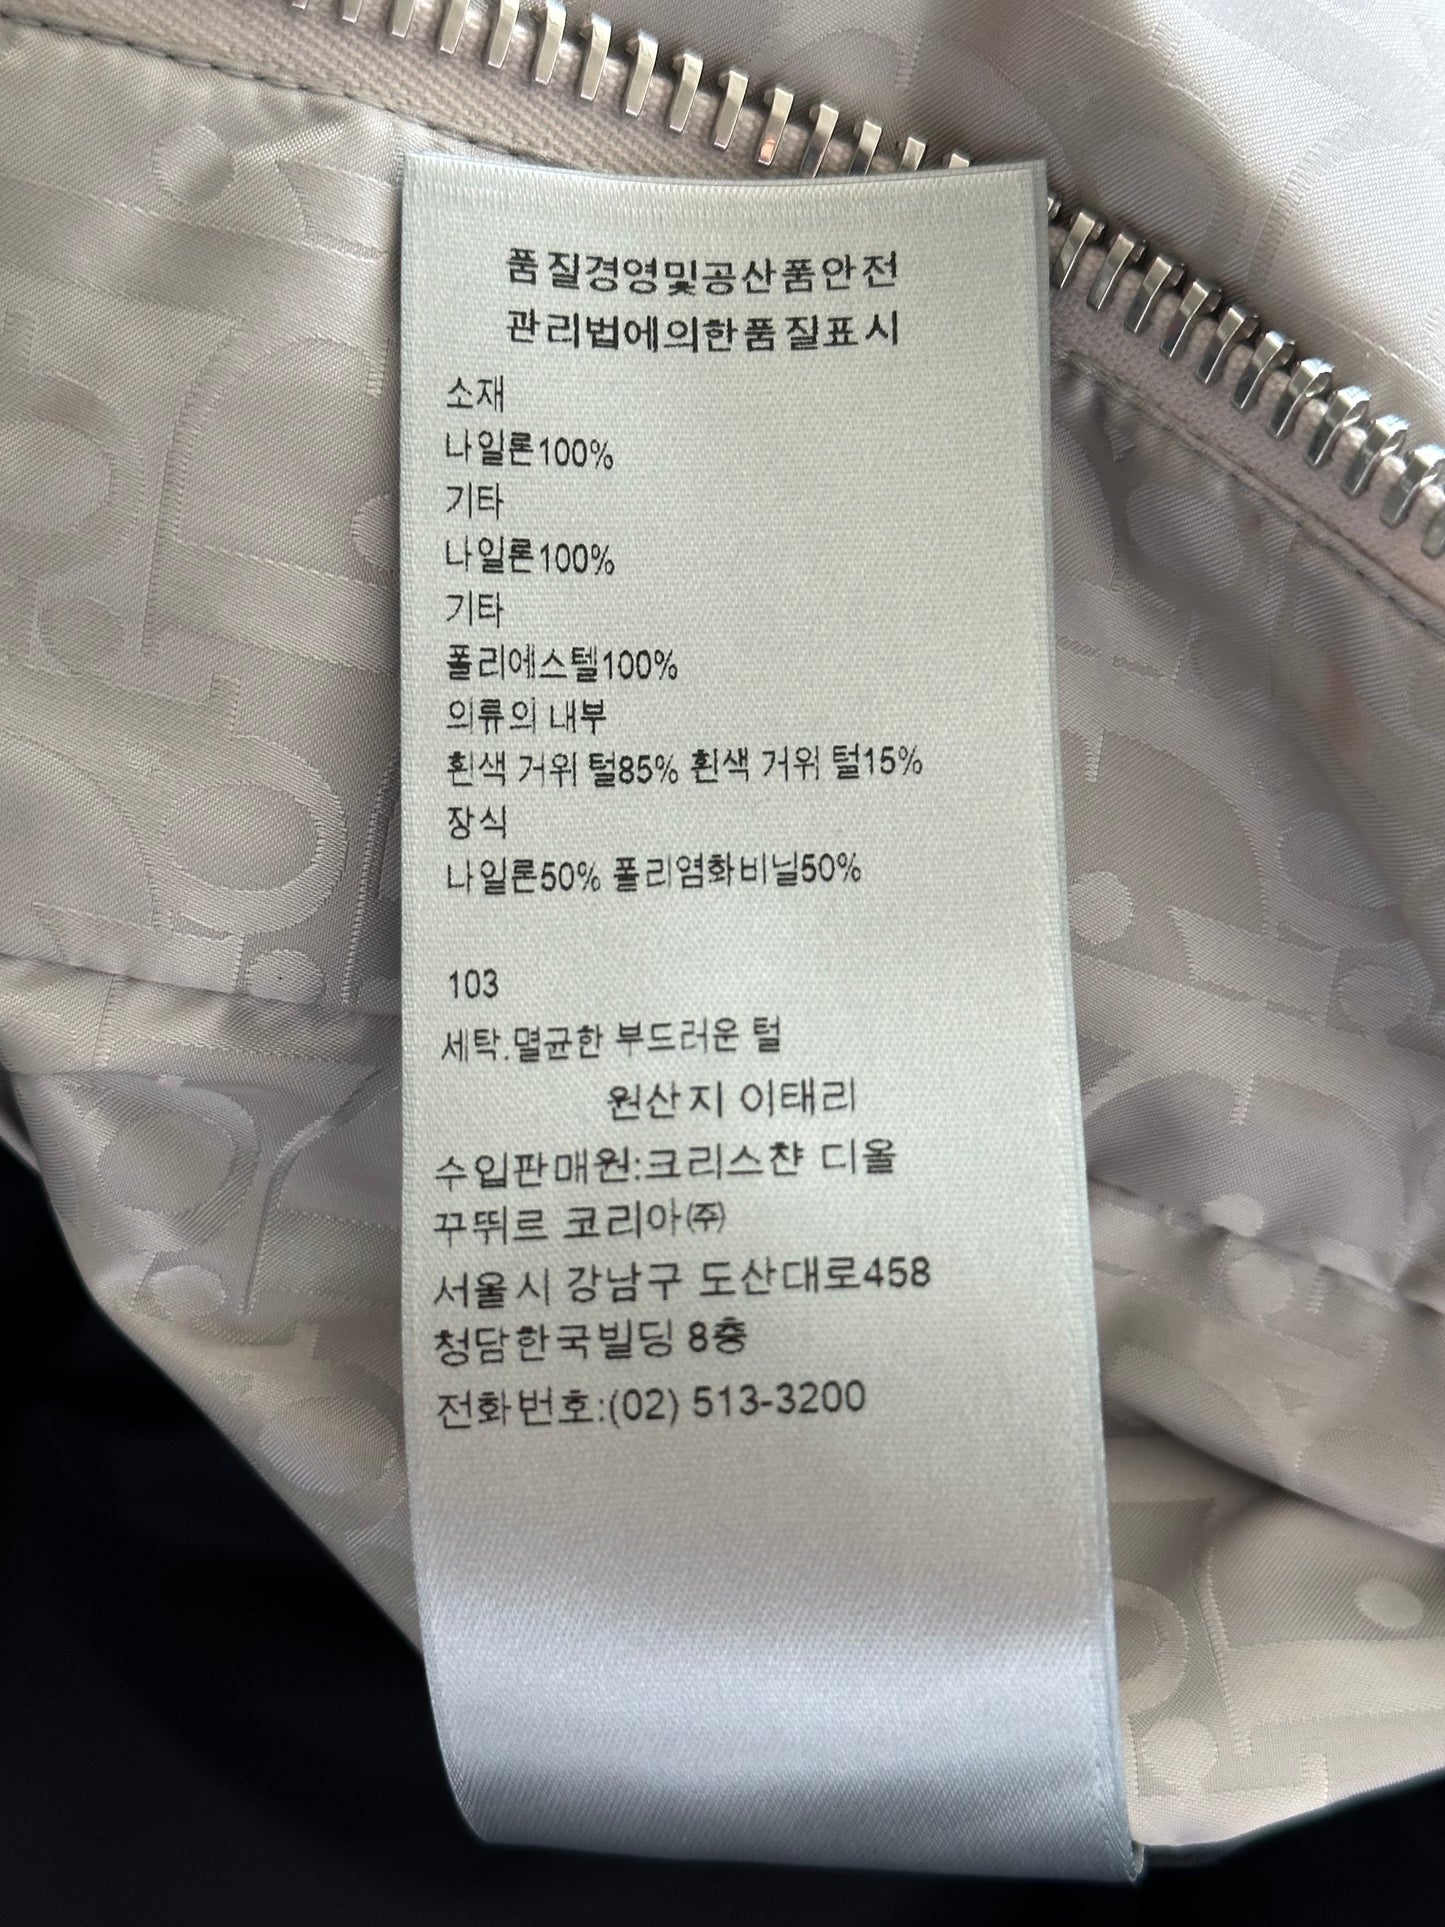 품질경영및공산품안전
관리법에의한품질표시
소재
나일론100%
기타
나일론100%
기타
폴리에스텔100%
의류의 내부
흰색 거위 털85% 흰색 거위 털15%
장식
나일론50% 폴리염화비닐50%
103
세탁.멸균한 부드러운 털
원산지 이태리
수입판매원:크리스챤 디올
꾸뛰르 코리아㈜
서울시 강남구 도산대로458
청담한국빌딩 8층
전화번호:(02) 513-3200